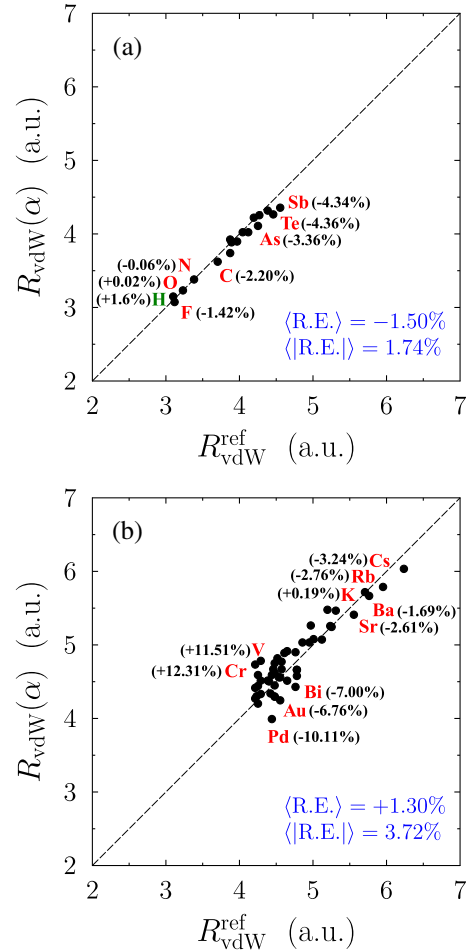 (a)
7
6
5
4
3
2
R_vdW(α) (a.u.)
Sb (-4.34%)
Te (-4.36%)
As (-3.36%)
(-0.06%) N
C (-2.20%)
(+0.02%) O
(+1.6%) H
F (-1.42%)
⟨R.E.⟩ = −1.50%
⟨|R.E.|⟩ = 1.74%
2 3 4 5 6 7
R_vdW^ref (a.u.)
(b)
7
6
5
4
3
2
R_vdW(α) (a.u.)
(-3.24%) Cs
(-2.76%) Rb
(+0.19%) K
Ba (-1.69%)
Sr (-2.61%)
(+11.51%) V
(+12.31%) Cr
Bi (-7.00%)
Au (-6.76%)
Pd (-10.11%)
⟨R.E.⟩ = +1.30%
⟨|R.E.|⟩ = 3.72%
2 3 4 5 6 7
R_vdW^ref (a.u.)